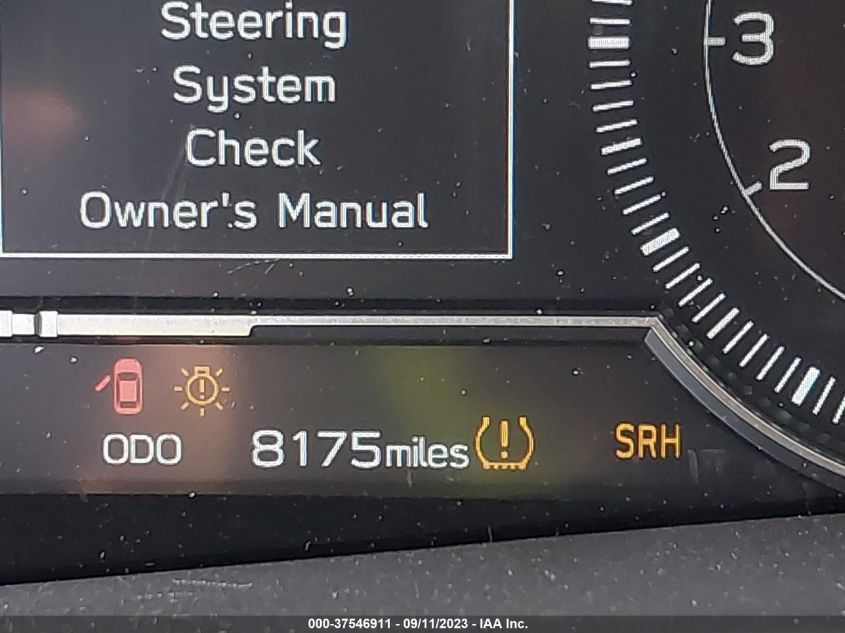 Steering
System
Check
Owner's Manual
3
2
ODO 8175miles SRH
000-37546911 - 09/11/2023 - IAA Inc.